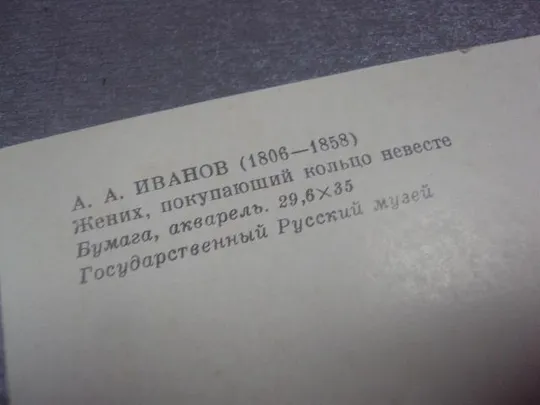 А. А. ИВАНОВ (1806—1858)
Жених, покупающий кольцо невесте
Бумага, акварель. 29,6×35
Государственный Русский музей